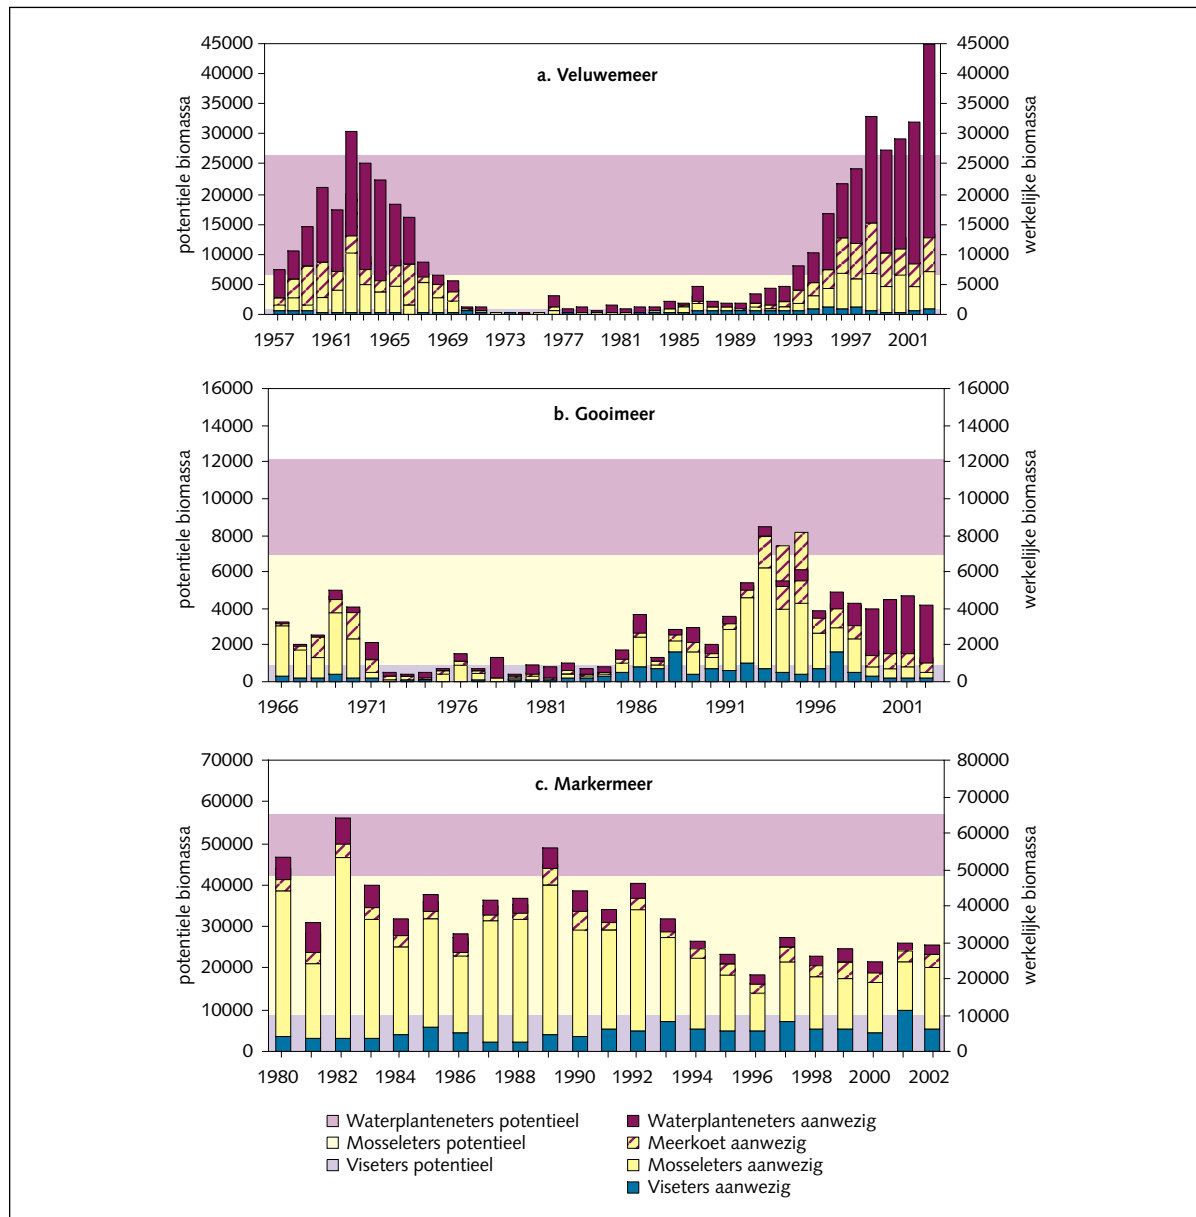 a. Veluwemeer
potentiele biomassa
werkelijke biomassa
45000 45000
40000 40000
35000 35000
30000 30000
25000 25000
20000 20000
15000 15000
10000 10000
5000 5000
0 0
1957 1961 1965 1969 1973 1977 1981 1985 1989 1993 1997 2001
b. Gooimeer
potentiele biomassa
werkelijke biomassa
16000 16000
14000 14000
12000 12000
10000 10000
8000 8000
6000 6000
4000 4000
2000 2000
0 0
1966 1971 1976 1981 1986 1991 1996 2001
c. Markermeer
potentiele biomassa
werkelijke biomassa
70000 80000
60000 70000
50000 60000
40000 50000
30000 40000
20000 30000
10000 20000
0 10000
0
1980 1982 1984 1986 1988 1990 1992 1994 1996 1998 2000 2002
Waterplanteneters potentieel
Mosseleters potentieel
Viseters potentieel
Waterplanteneters aanwezig
Meerkoet aanwezig
Mosseleters aanwezig
Viseters aanwezig